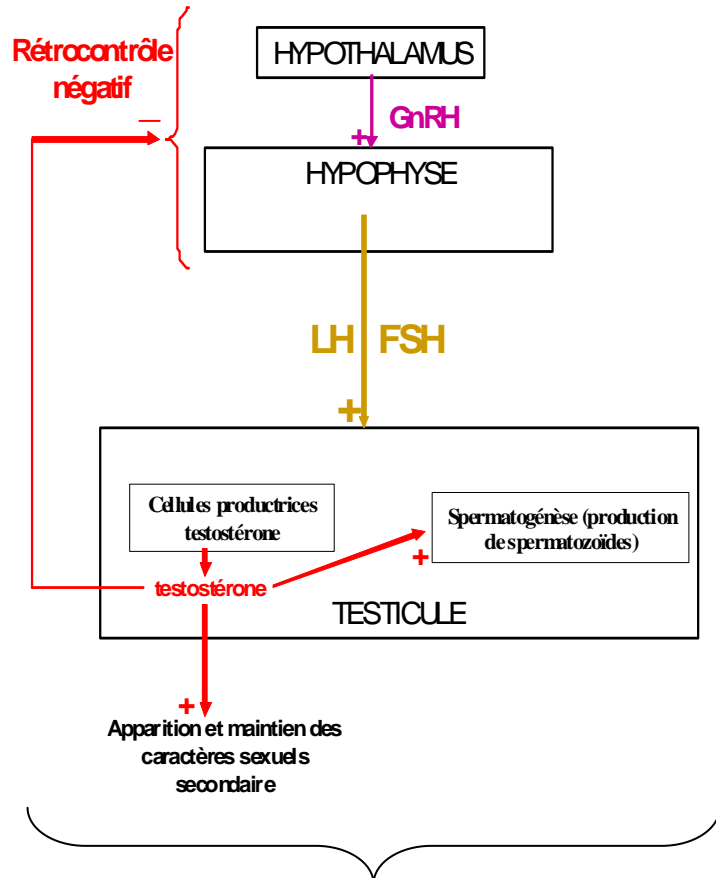 Rétrocontrôle
négatif
–
HYPOTHALAMUS
+
GnRH
HYPOPHYSE
LH FSH
+
Cellules productrices
testostérone
Spermatogénèse (production
de spermatozoïdes)
+
testostérone
TESTICULE
+
Apparition et maintien des
caractères sexuels
secondaire